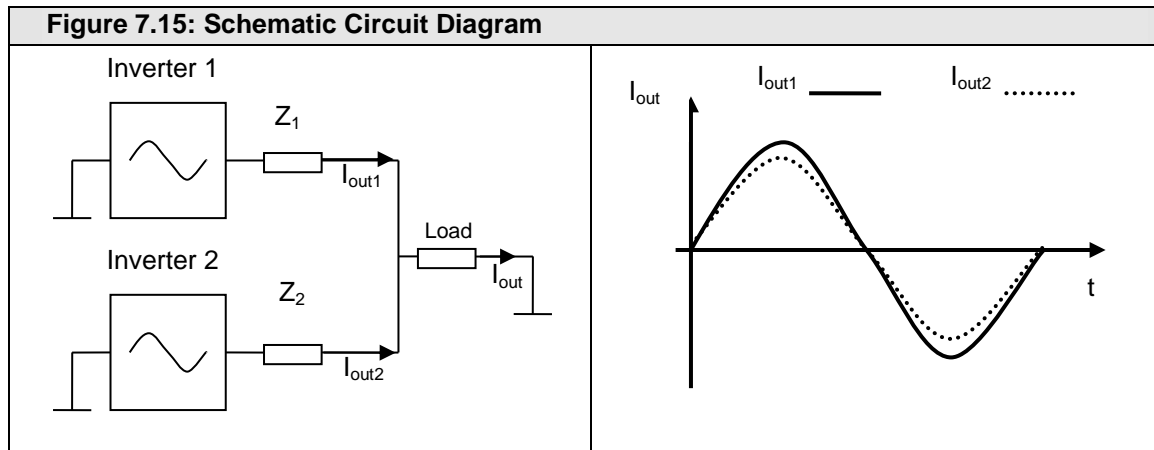 Figure 7.15: Schematic Circuit Diagram
Inverter 1
Z1
Iout1
Load
Iout
Inverter 2
Z2
Iout2
Iout
Iout1
Iout2
t